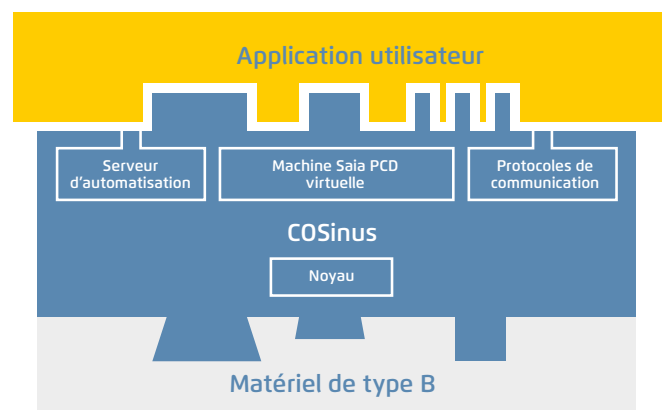 Application utilisateur
Serveur
d'automatisation
Machine Saia PCD
virtuelle
Protocoles de
communication
COSinus
Noyau
Matériel de type B